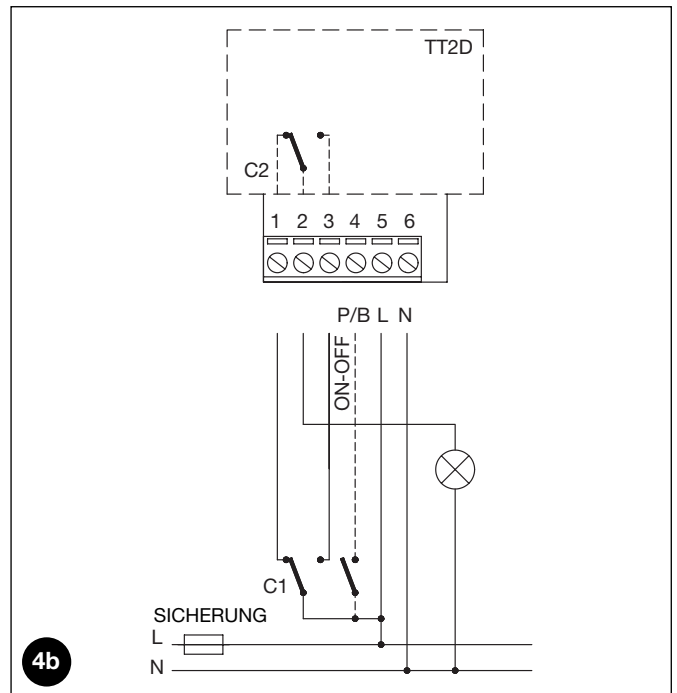 TT2D
C2
1 2 3 4 5 6
P/B L N
ON-OFF
C1
SICHERUNG
L
N
4b